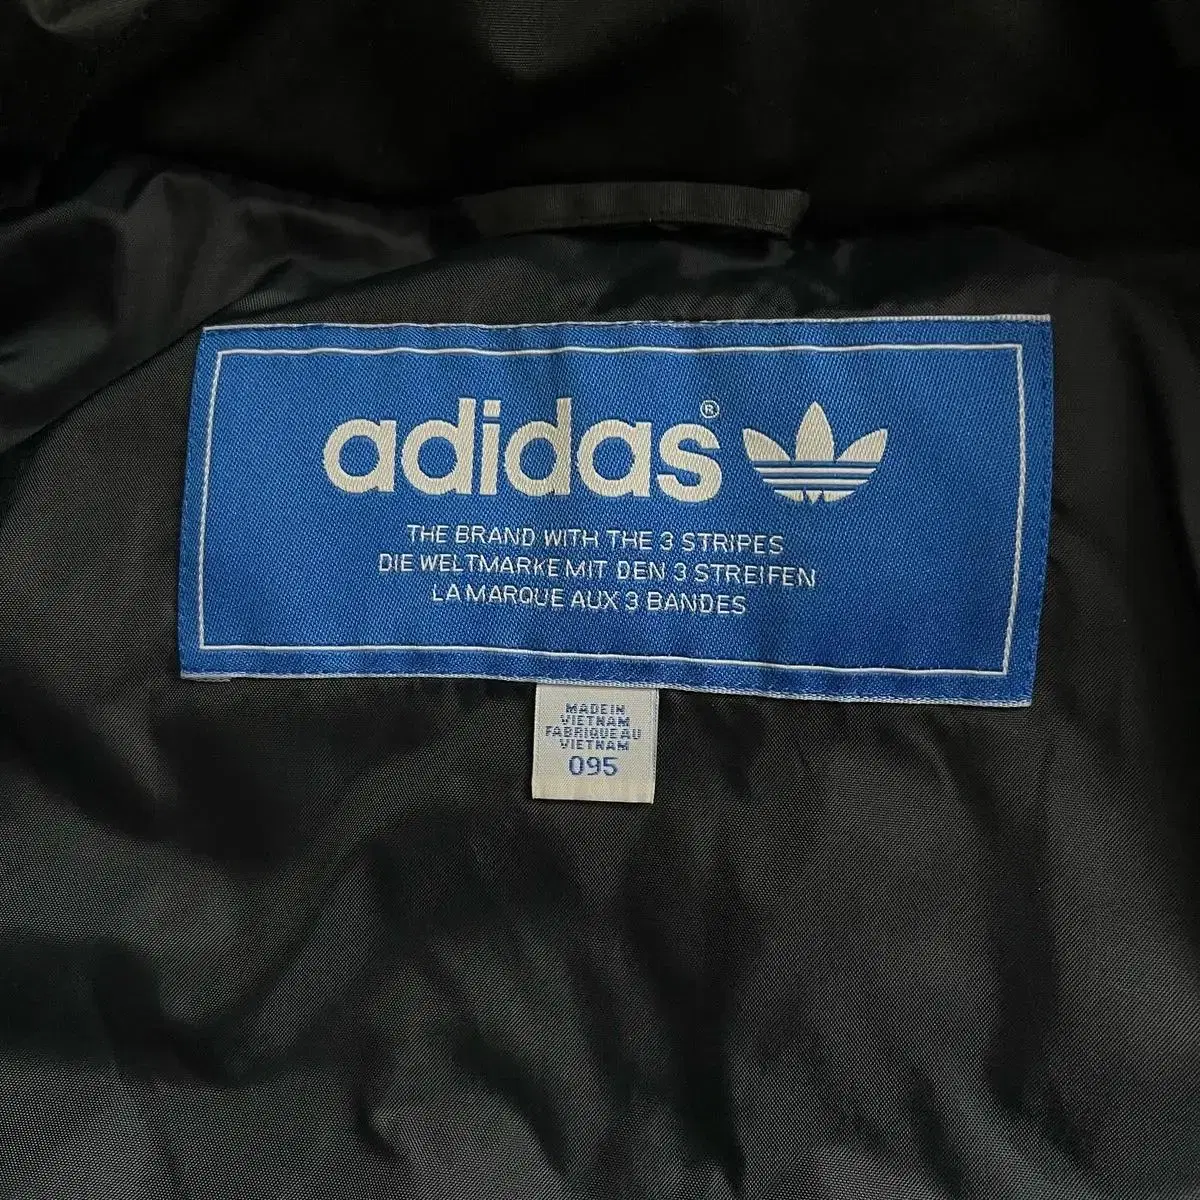 adidas®
THE BRAND WITH THE 3 STRIPES
DIE WELTMARKE MIT DEN 3 STREIFEN
LA MARQUE AUX 3 BANDES
MADE IN
VIETNAM
FABRIQUE AU
VIETNAM
095